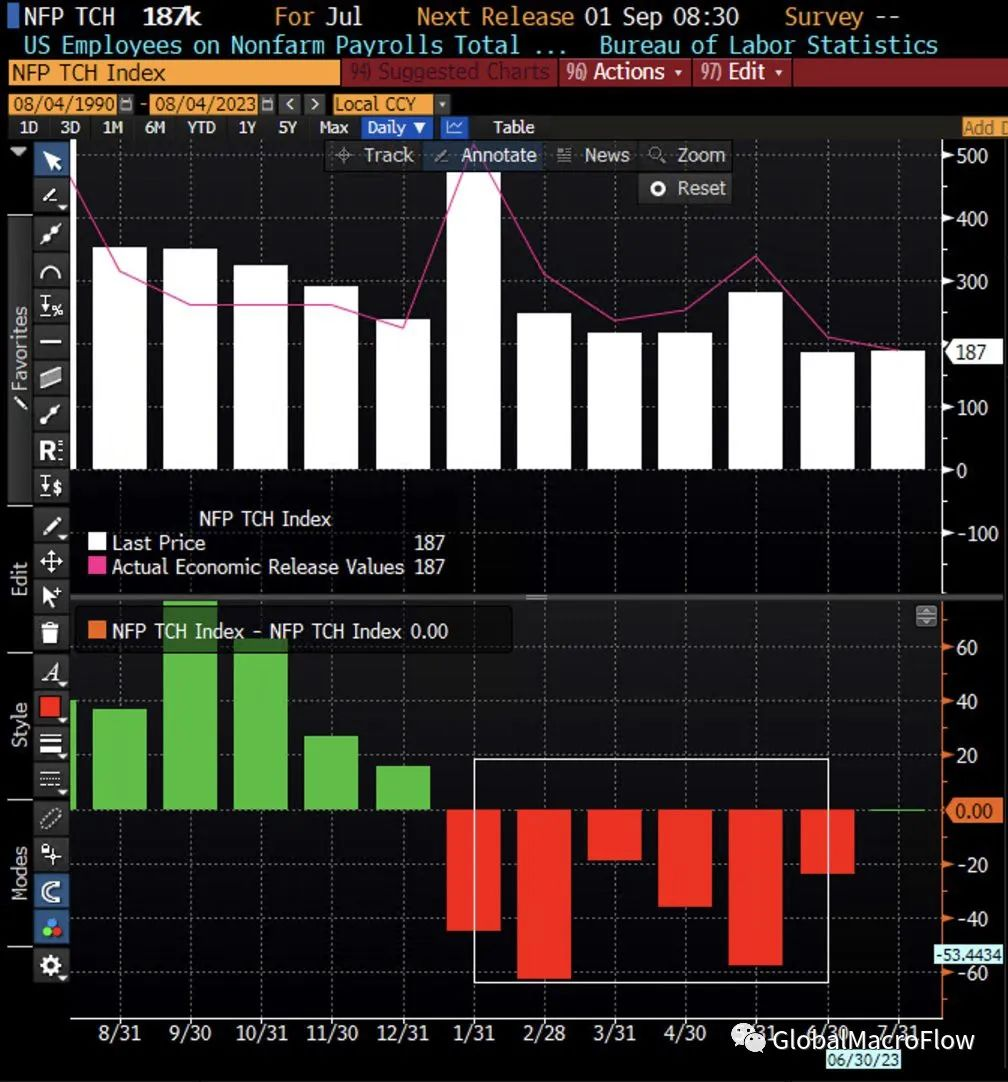 NFP TCH 187k For Jul Next Release 01 Sep 08:30 Survey --
US Employees on Nonfarm Payrolls Total ... Bureau of Labor Statistics
NFP TCH Index 94) Suggested Charts 96) Actions 97) Edit
08/04/1990 - 08/04/2023 < > Local CCY
1D 3D 1M 6M YTD 1Y 5Y Max Daily ▼ Table Add
Track Annotate News Zoom
Reset
500
400
300
187
100
0
-100
Favorites
Edit
Style
Modes
NFP TCH Index
Last Price 187
Actual Economic Release Values 187
NFP TCH Index - NFP TCH Index 0.00
60
40
20
0.00
-20
-40
-53.4434
-60
8/31 9/30 10/31 11/30 12/31 1/31 2/28 3/31 4/30 6/30 7/31
06/30/23
GlobalMacroFlow